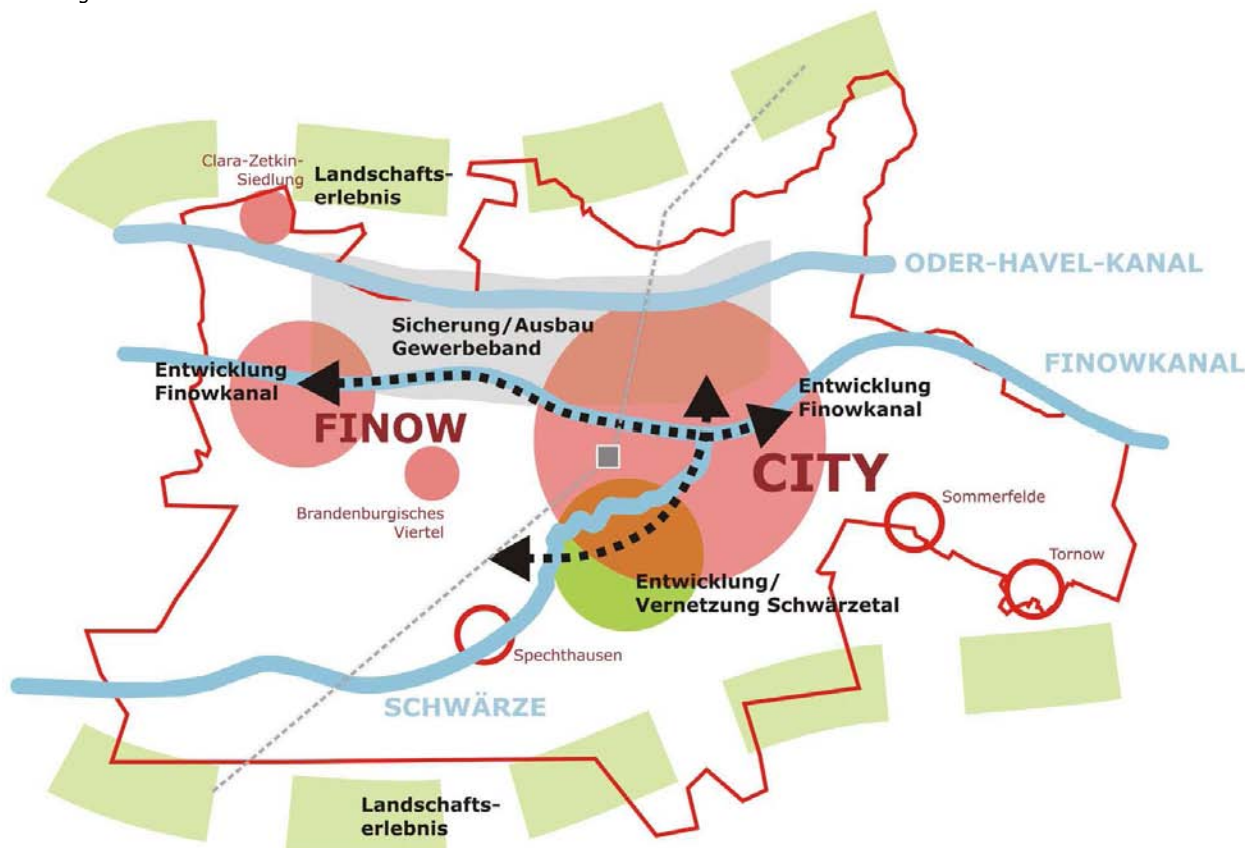 Clara-Zetkin-
Siedlung
Landschafts-
erlebnis
ODER-HAVEL-KANAL
Sicherung/Ausbau
Gewerbeband
Entwicklung
Finowkanal
FINOWKANAL
Entwicklung
Finowkanal
FINOW
CITY
Brandenburgisches
Viertel
Sommerfelde
Tornow
Entwicklung/
Vernetzung Schwärzetal
Spechthausen
SCHWÄRZE
Landschafts-
erlebnis